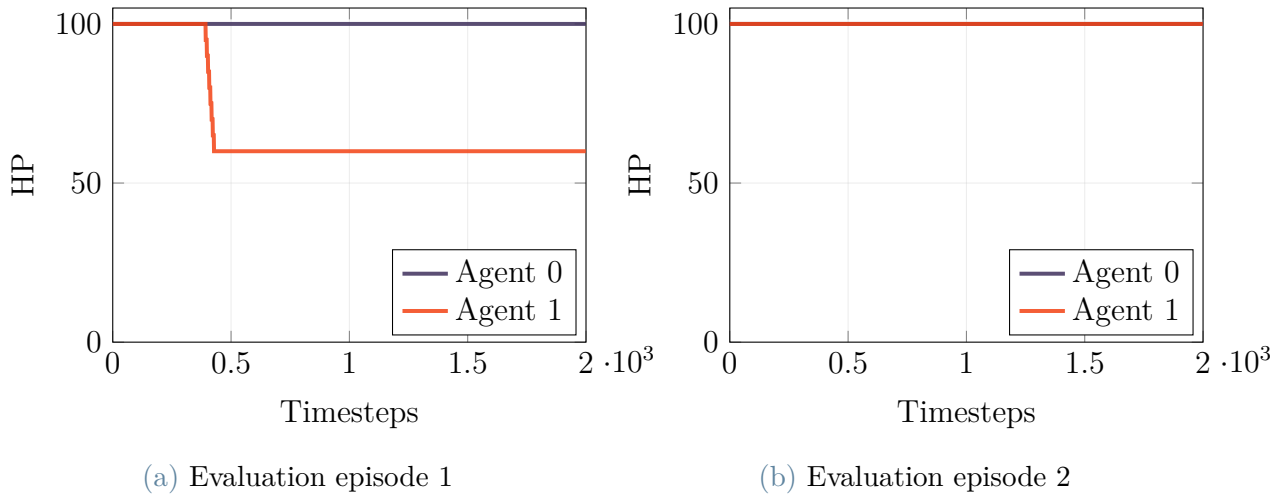 100
50
0
HP
0
0.5
1
1.5
2
·10³
Timesteps
Agent 0
Agent 1
(a) Evaluation episode 1
100
50
0
HP
0
0.5
1
1.5
2
·10³
Timesteps
Agent 0
Agent 1
(b) Evaluation episode 2